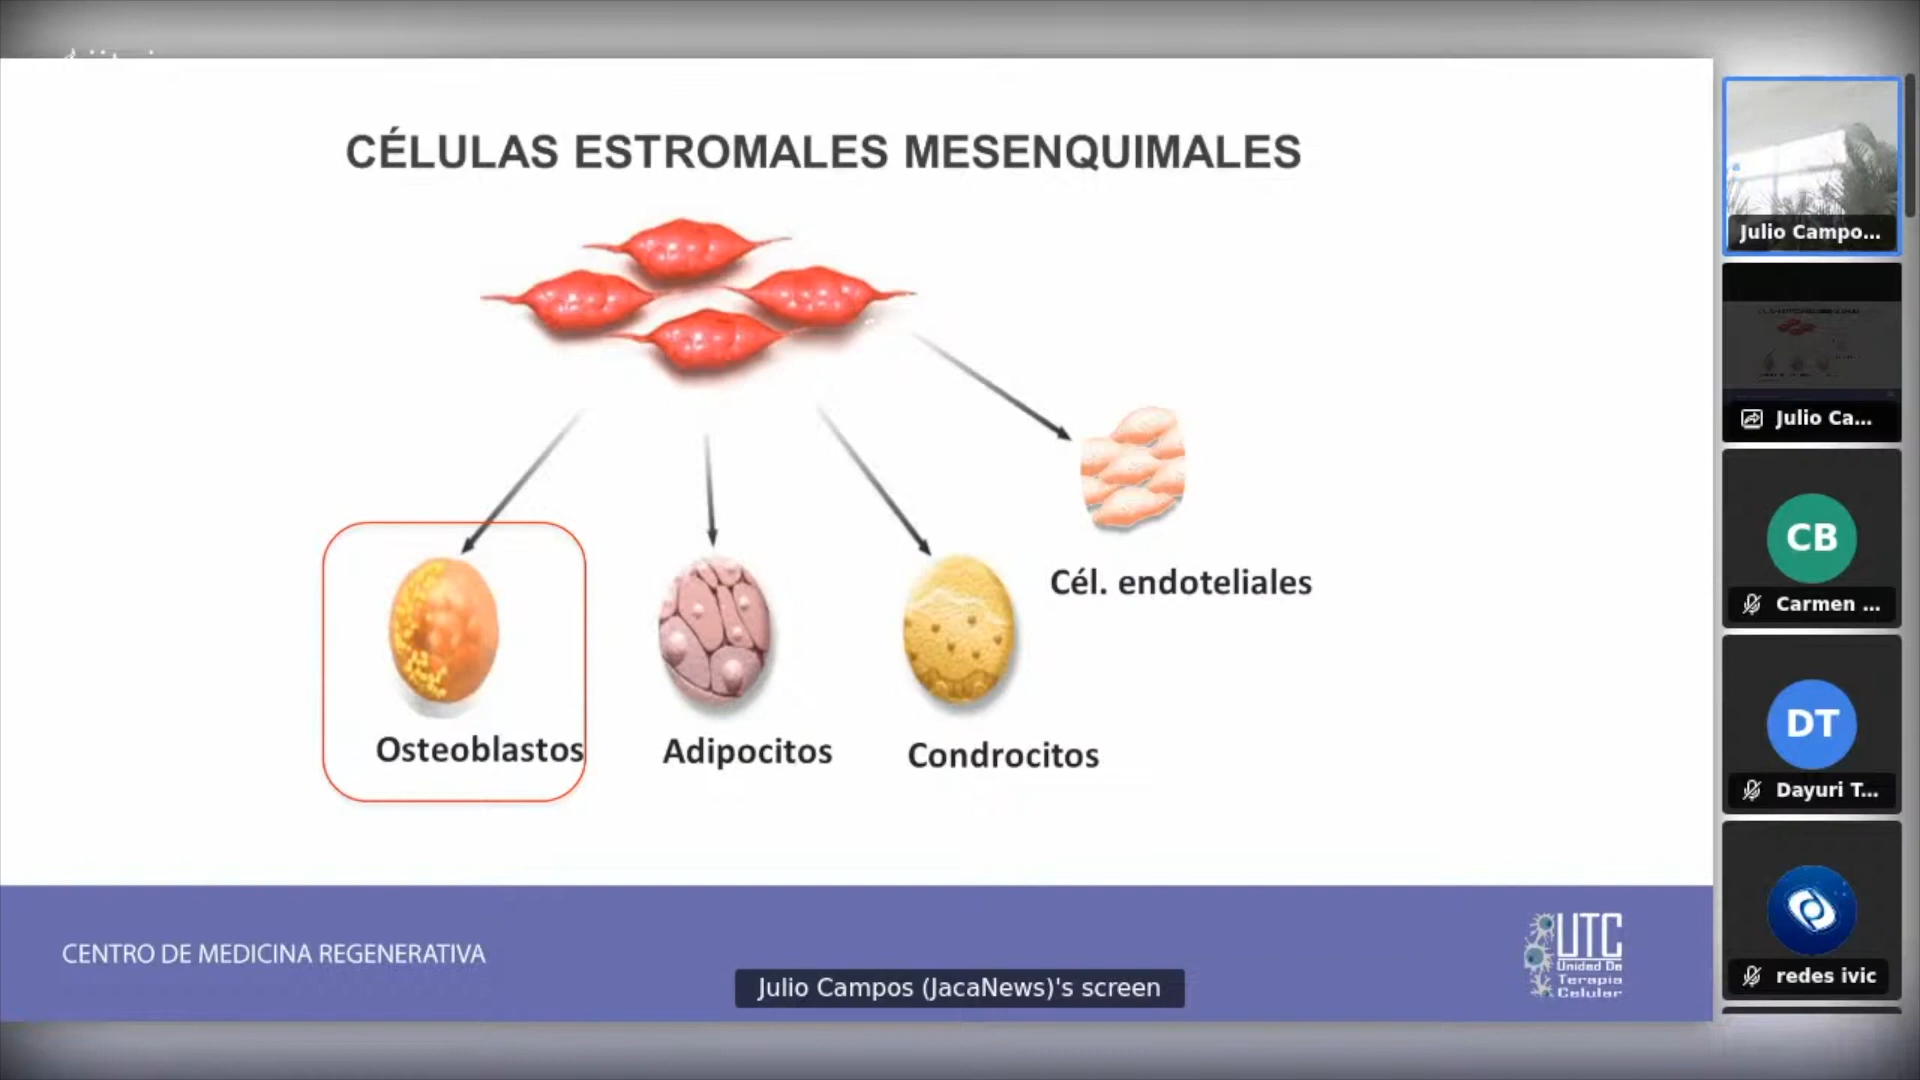 CÉLULAS ESTROMALES MESENQUIMALES
Cél. endoteliales
Osteoblastos
Adipocitos
Condrocitos
CENTRO DE MEDICINA REGENERATIVA
UTC
Unidad De
Terapia
Celular
Julio Campos (JacaNews)'s screen
Julio Campo...
Julio Ca...
CB
Carmen ...
DT
Dayuri T...
redes ivic